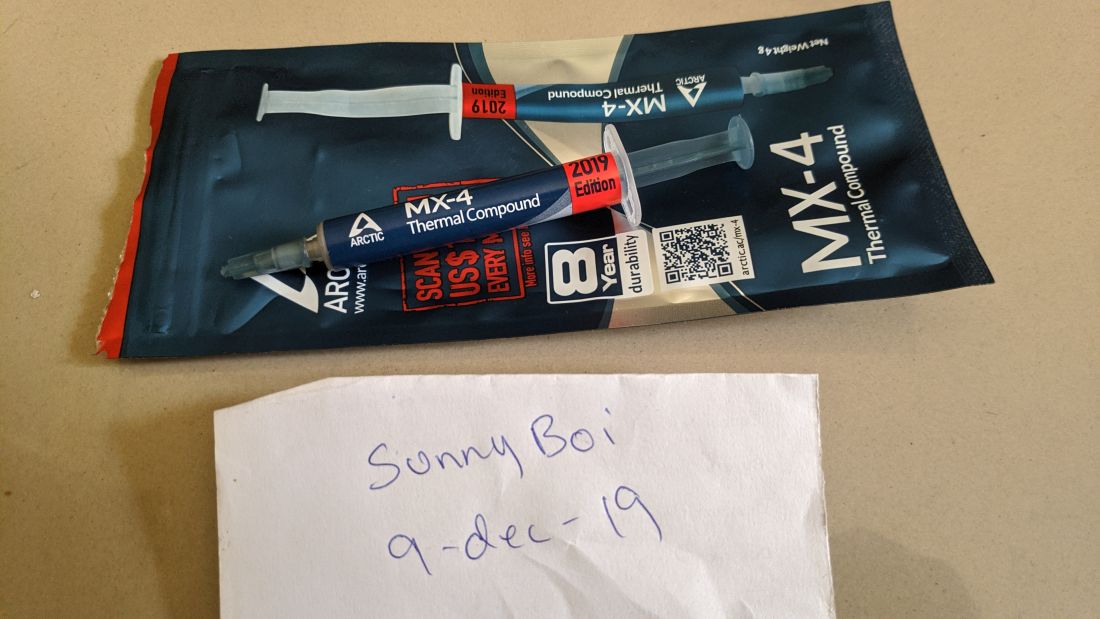 Net Weight 4g
ARCTIC
MX-4
Thermal Compound
2019
Edition
ARCTIC
MX-4
Thermal Compound
2019
Edition
MX-4
Thermal Compound
SCAN
US$
EVERY
More info see
8
Year
durability
arctic.ac/mx-4
ARC
Sunny Boi
9-dec-19